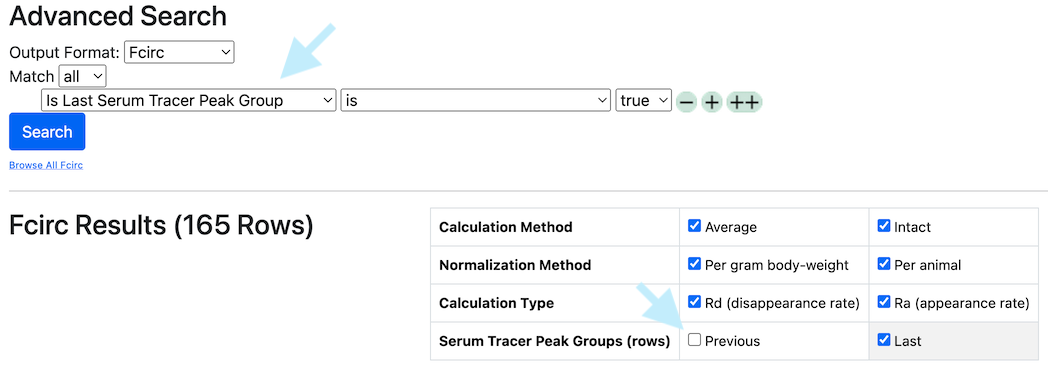 Advanced Search
Output Format: Fcirc
Match all
Is Last Serum Tracer Peak Group is true − + ++
Search
Browse All Fcirc
Fcirc Results (165 Rows)
Calculation Method Average Intact
Normalization Method Per gram body-weight Per animal
Calculation Type Rd (disappearance rate) Ra (appearance rate)
Serum Tracer Peak Groups (rows) Previous Last